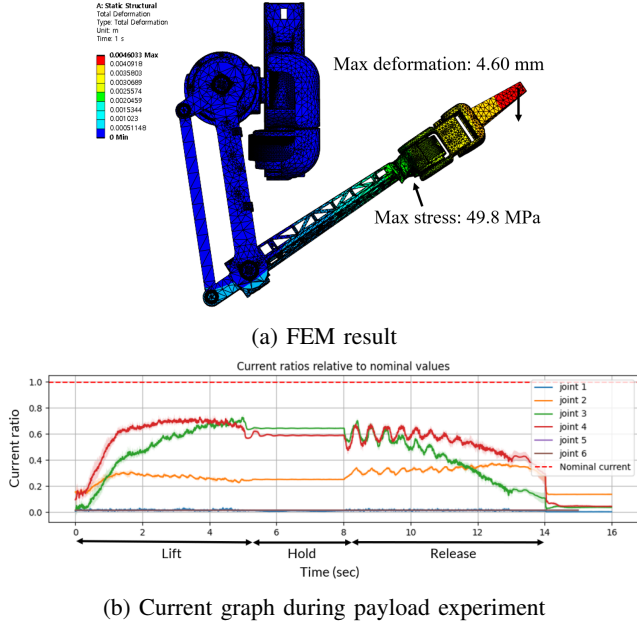 A: Static Structural
Total Deformation
Type: Total Deformation
Unit: m
Time: 1 s
0.0046033 Max
0.0040918
0.0035803
0.0030689
0.0025574
0.0020459
0.0015344
0.001023
0.00051148
0 Min
Max deformation: 4.60 mm
Max stress: 49.8 MPa
(a) FEM result
Current ratios relative to nominal values
Current ratio
1.0
0.8
0.6
0.4
0.2
0.0
joint 1
joint 2
joint 3
joint 4
joint 5
joint 6
Nominal current
0 2 4 6 8 10 12 14 16
Lift Hold Release
Time (sec)
(b) Current graph during payload experiment